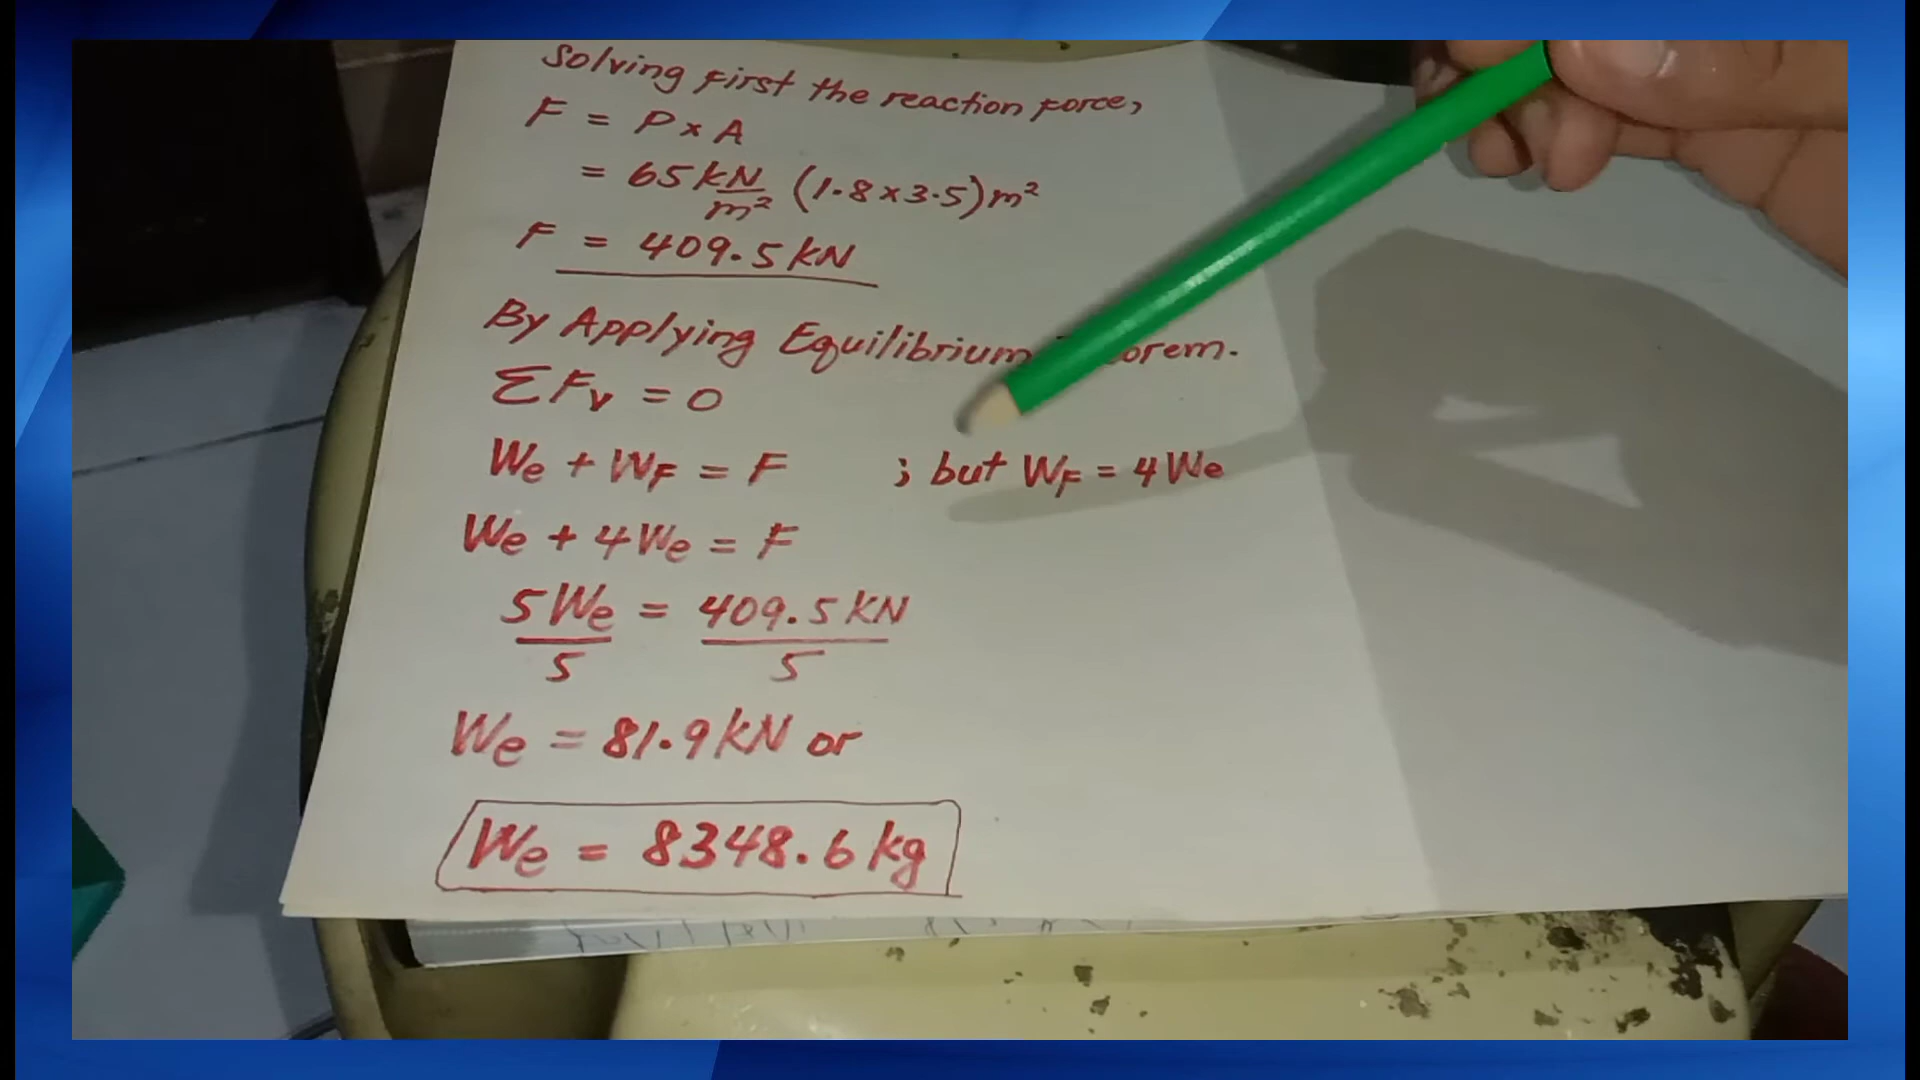 Solving first the reaction force,
F = P x A
= 65 kN/m² (1.8 x 3.5) m²
F = 409.5 kN
By Applying Equilibrium
ΣFv = 0
We + WF = F ; but WF = 4We
We + 4We = F
5We/5 = 409.5 kN/5
We = 81.9 kN or
We = 8348.6 kg